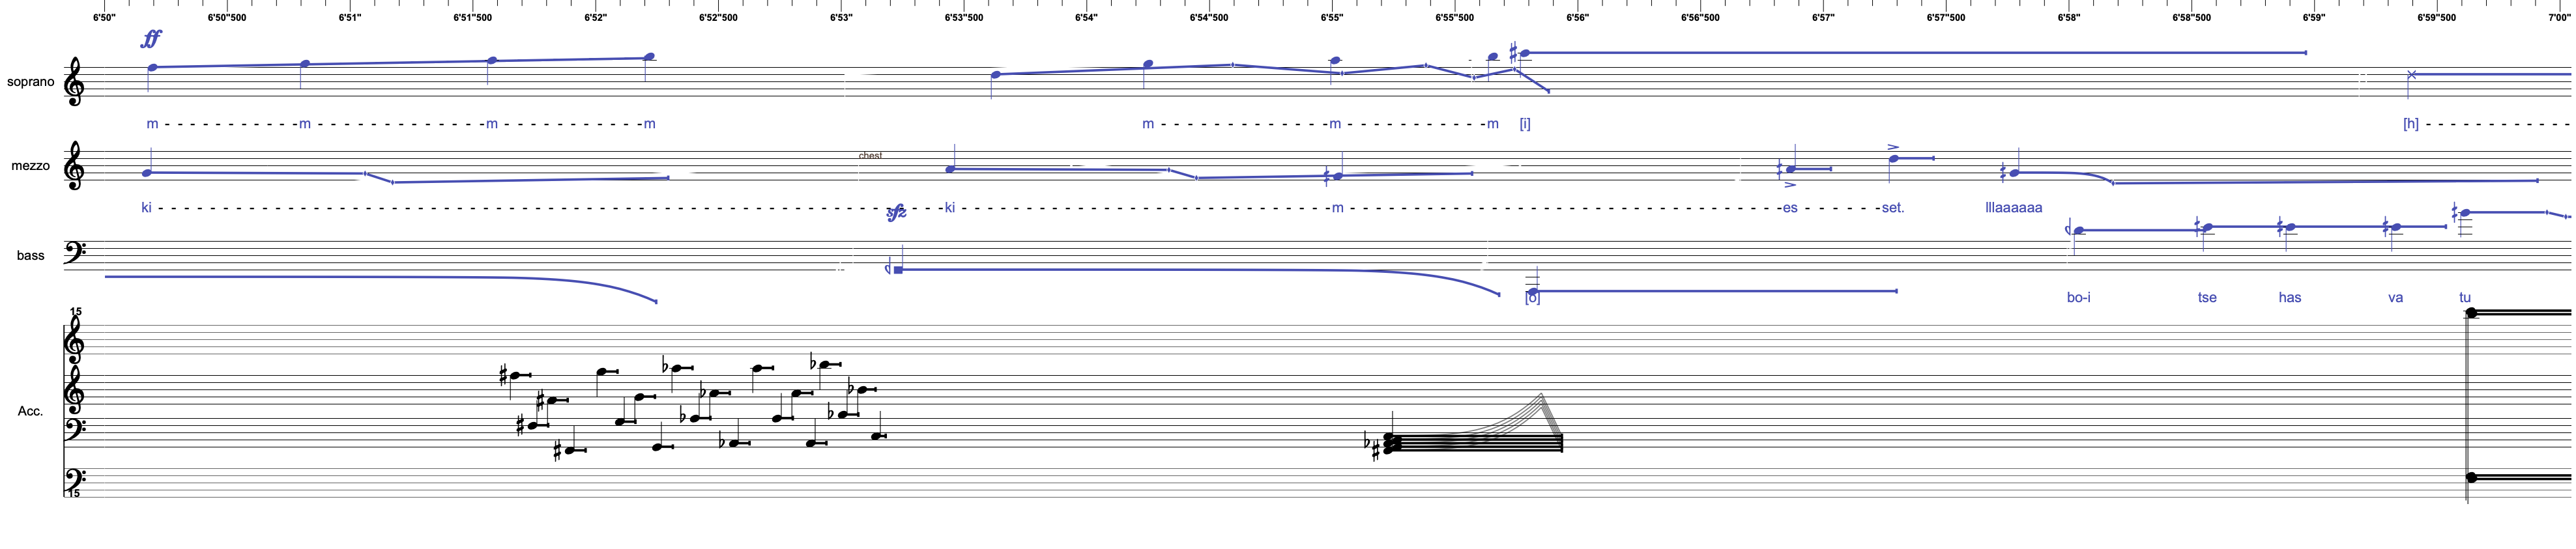 6'50" 6'50"500 6'51" 6'51"500 6'52" 6'52"500 6'53" 6'53"500 6'54" 6'54"500 6'55" 6'55"500 6'56" 6'56"500 6'57" 6'57"500 6'58" 6'58"500 6'59" 6'59"500 7'00"
ff
soprano
m - - - - - - - - - - - m - - - - - - - - - - - - - - m - - - - - - - - - - - m m - - - - - - - - - - - - - m - - - - - - - - - - - m [i] [h] - - - - - - - - - - -
chest
mezzo
ki - - - - - - - - - - - - - - - - - - - - - - - - - - - - - - ki - - - - - - - - - - - - - - - m - - - - - - - - - - - - - - - - - - es - - - - - - set. lllaaaaaa
sfz
bass
[o] bo-i tse has va tu
15
Acc.
15